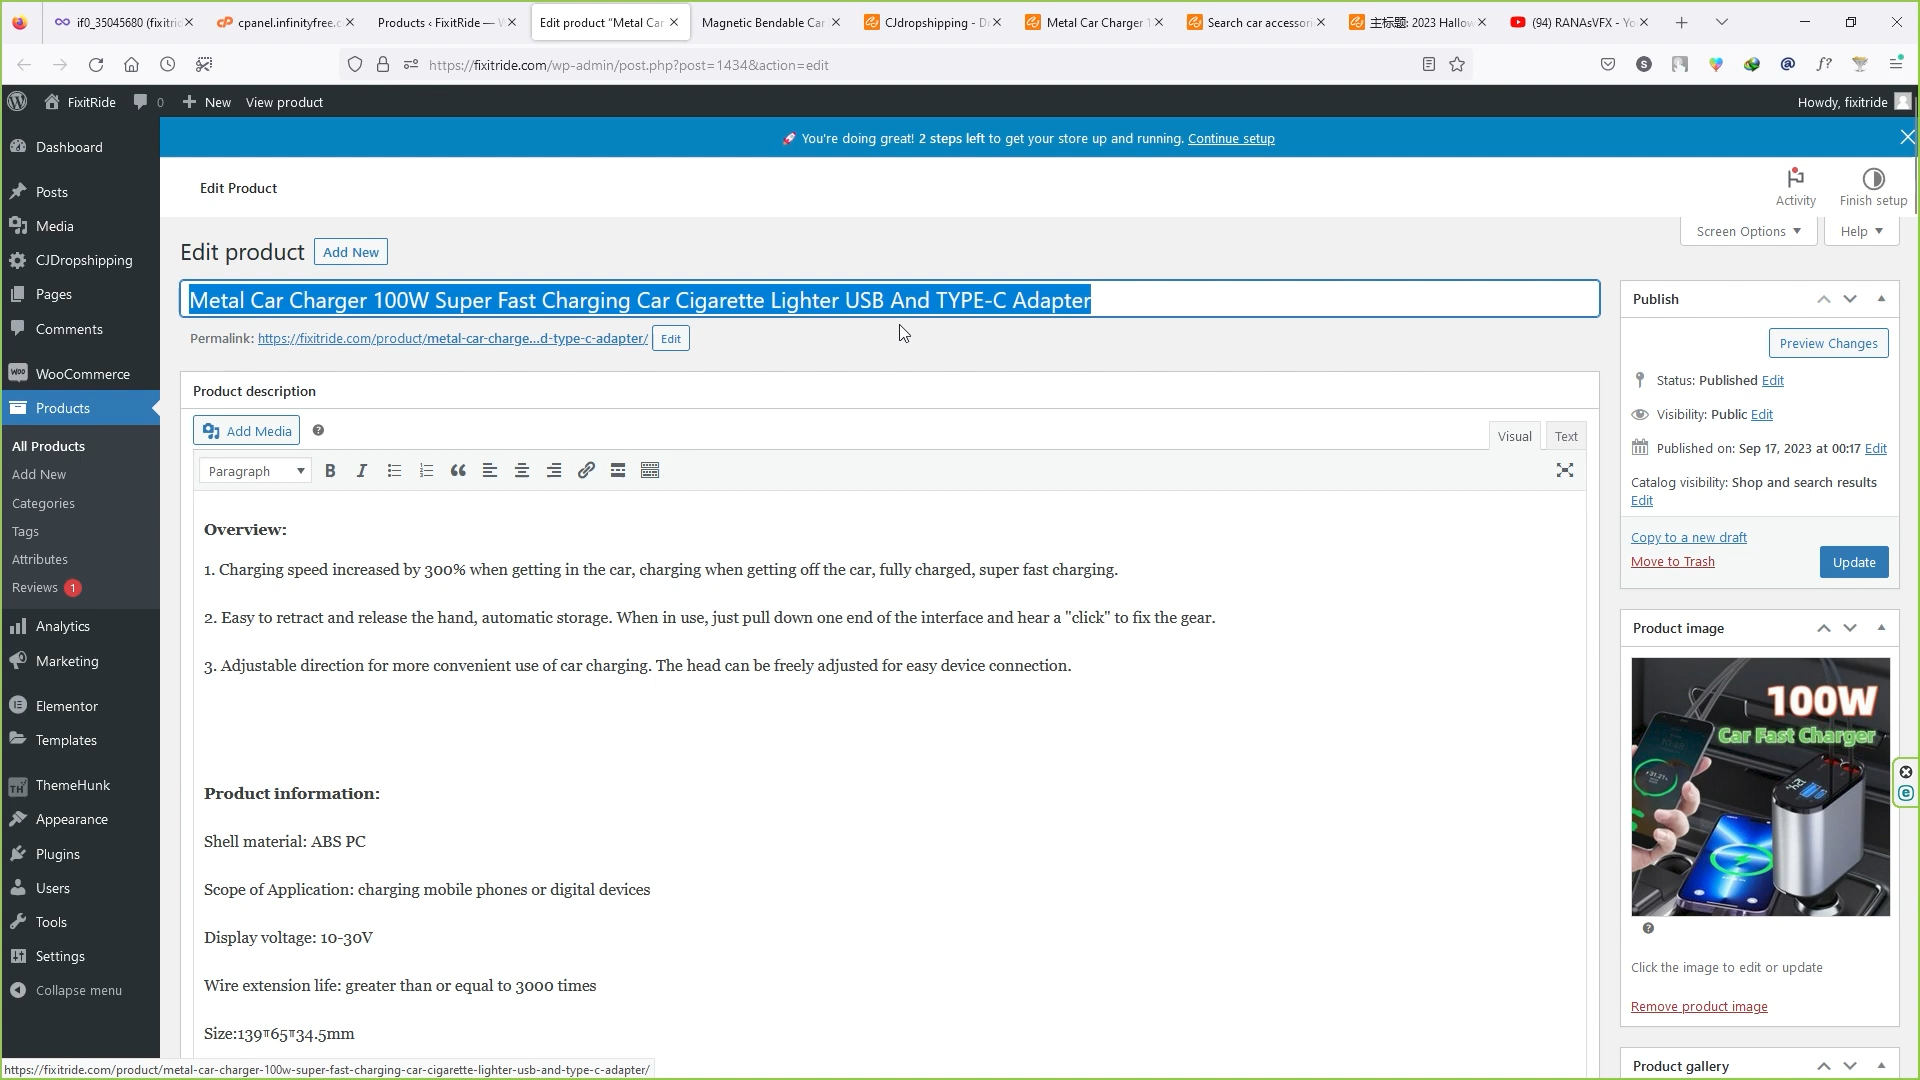 if0_35045680 (fixitric
cpanel.infinityfree.c
Products ‹ FixitRide — W
Edit product "Metal Car
Magnetic Bendable Car
CJdropshipping - D
Metal Car Charger 1
Search car accessori
主标题: 2023 Hallow
(94) RANAsVFX - Yo
https://fixitride.com/wp-admin/post.php?post=1434&action=edit
FixitRide
0
New
View product
Howdy, fixitride
🚀 You're doing great! 2 steps left to get your store up and running. Continue setup
Dashboard
Posts
Media
CJDropshipping
Pages
Comments
WooCommerce
Products
All Products
Add New
Categories
Tags
Attributes
Reviews 1
Analytics
Marketing
Elementor
Templates
ThemeHunk
Appearance
Plugins
Users
Tools
Settings
Collapse menu
Edit Product
Activity
Finish setup
Screen Options
Help
Edit product
Add New
Metal Car Charger 100W Super Fast Charging Car Cigarette Lighter USB And TYPE-C Adapter
Permalink: https://fixitride.com/product/metal-car-charge...d-type-c-adapter/
Edit
Product description
Add Media
Visual
Text
Paragraph
Overview:
1. Charging speed increased by 300% when getting in the car, charging when getting off the car, fully charged, super fast charging.
2. Easy to retract and release the hand, automatic storage. When in use, just pull down one end of the interface and hear a "click" to fix the gear.
3. Adjustable direction for more convenient use of car charging. The head can be freely adjusted for easy device connection.
Product information:
Shell material: ABS PC
Scope of Application: charging mobile phones or digital devices
Display voltage: 10-30V
Wire extension life: greater than or equal to 3000 times
Size:139π65π34.5mm
Publish
Preview Changes
Status: Published Edit
Visibility: Public Edit
Published on: Sep 17, 2023 at 00:17 Edit
Catalog visibility: Shop and search results
Edit
Copy to a new draft
Move to Trash
Update
Product image
100W
Car Fast Charger
Click the image to edit or update
Remove product image
Product gallery
https://fixitride.com/product/metal-car-charger-100w-super-fast-charging-car-cigarette-lighter-usb-and-type-c-adapter/